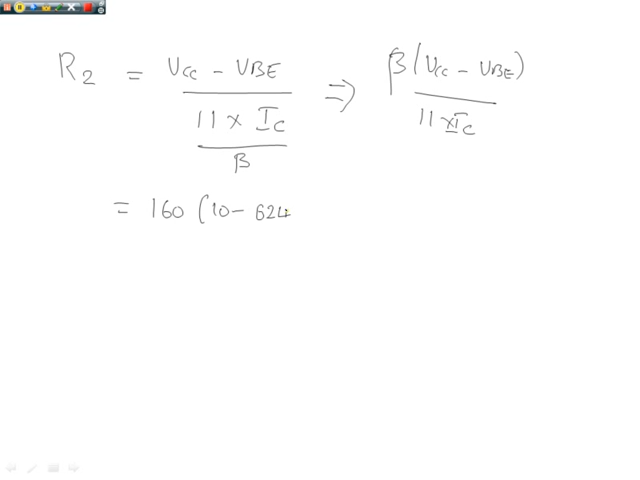 R2 = VCC - VBE / 11 x IC / β => β (VCC - VBE) / 11 x IC
= 160 (10 - 624